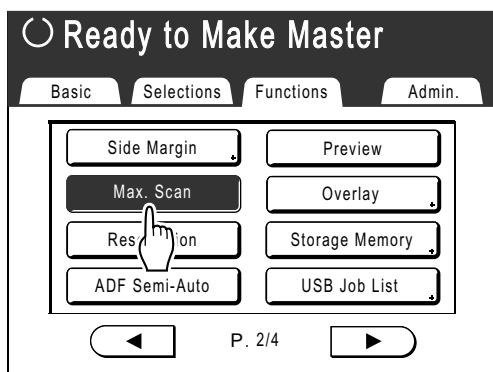 Ready to Make Master
Basic Selections Functions Admin.
Side Margin Preview
Max. Scan Overlay
Storage Memory
ADF Semi-Auto USB Job List
P. 2/4